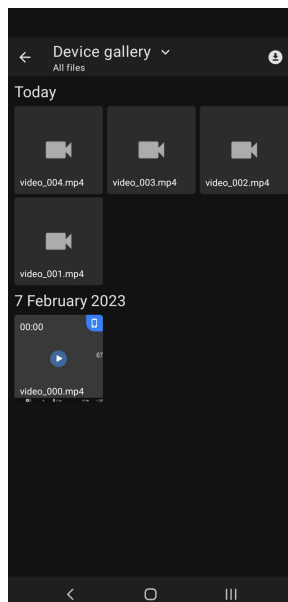 Device gallery
All files
Today
video_004.mp4
video_003.mp4
video_002.mp4
video_001.mp4
7 February 2023
00:00
07
video_000.mp4